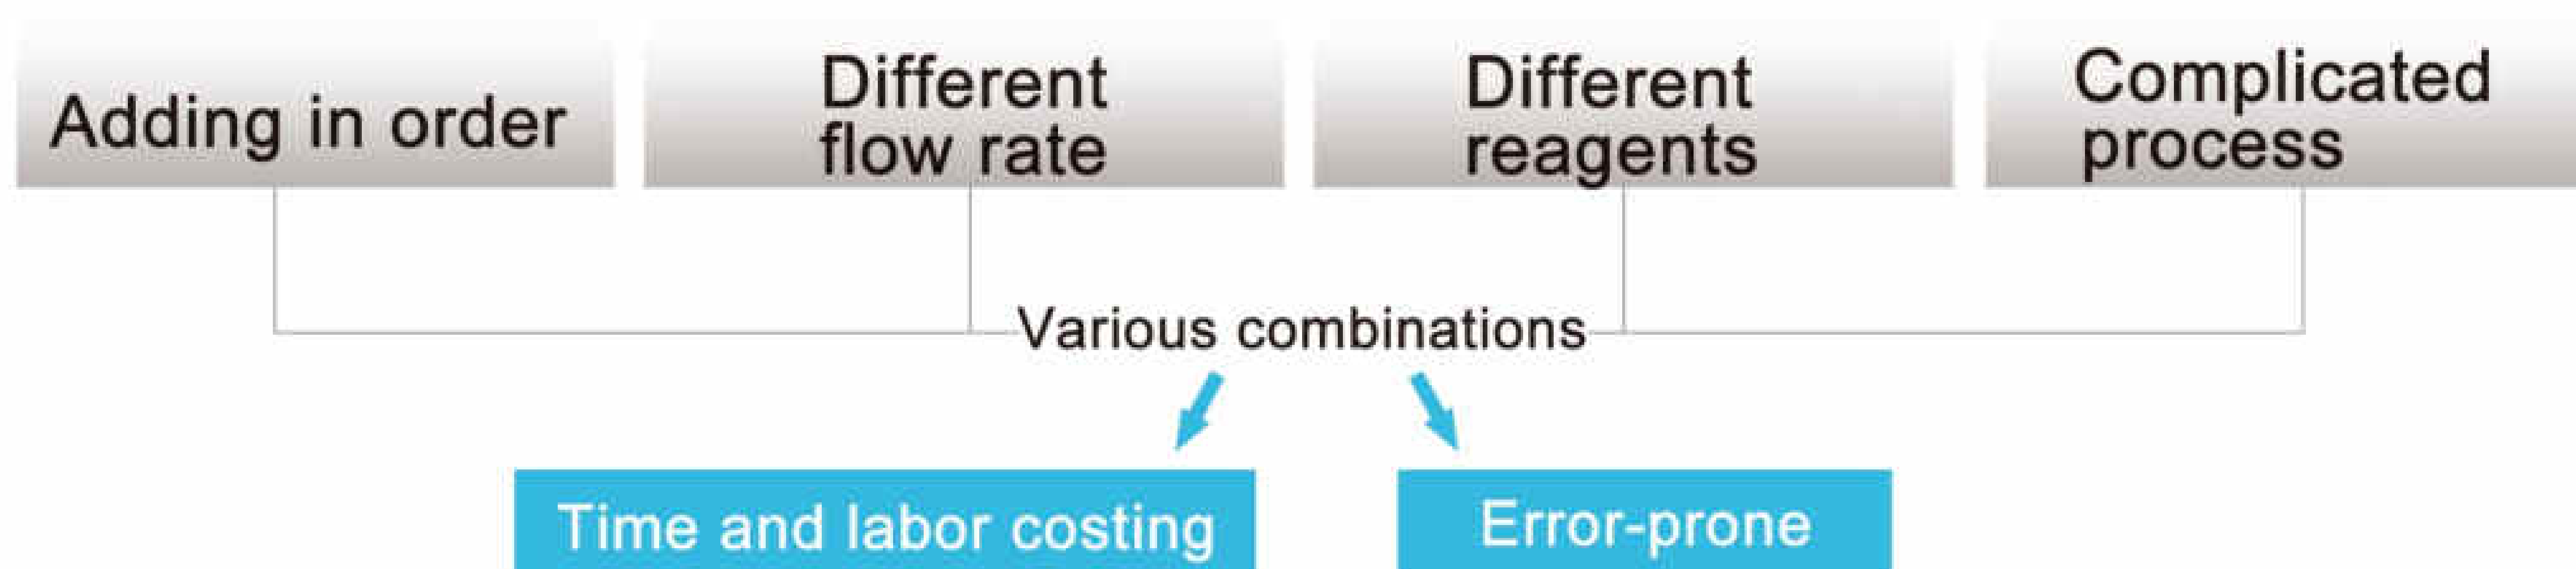 Adding in order
Different
flow rate
Different
reagents
Complicated
process
Various combinations
Time and labor costing
Error-prone